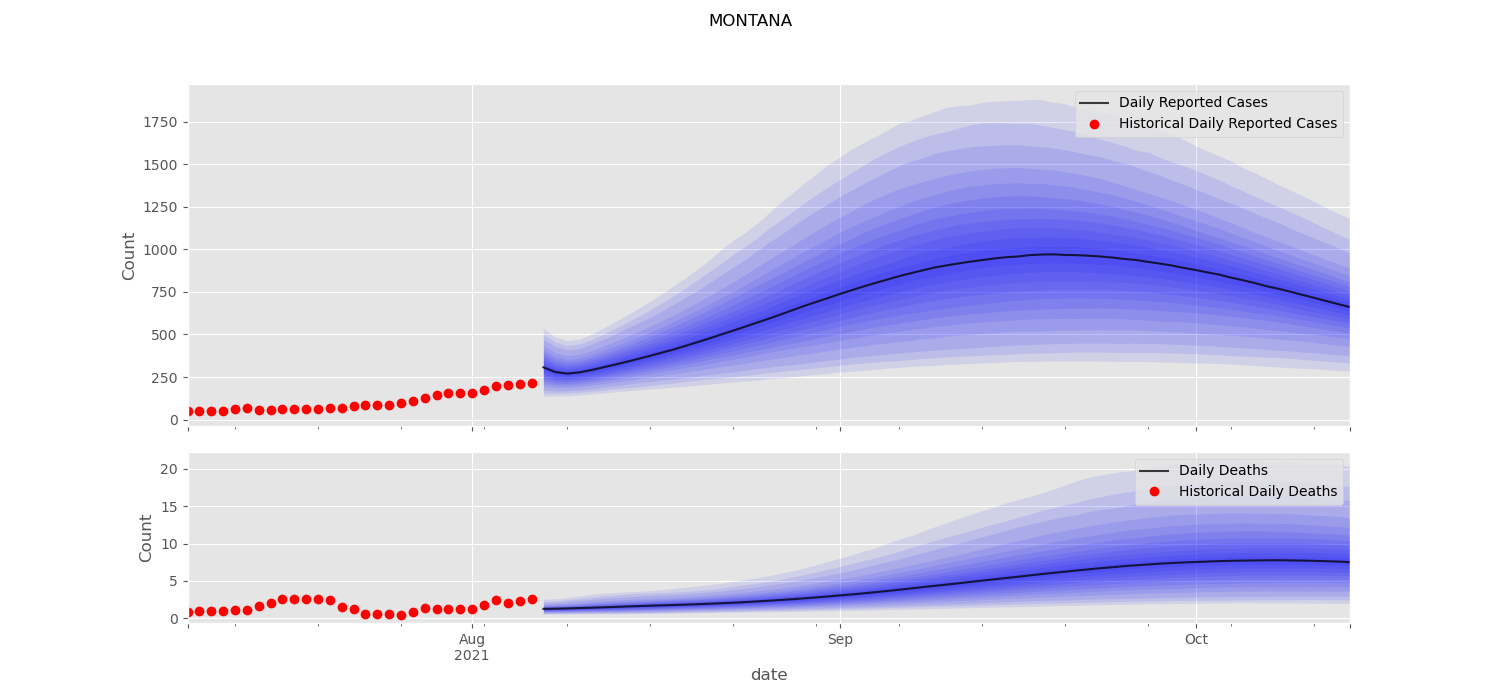 MONTANA
Daily Reported Cases
Historical Daily Reported Cases
Count
1750
1500
1250
1000
750
500
250
0
Daily Deaths
Historical Daily Deaths
Count
20
15
10
5
0
Aug
2021
Sep
Oct
date